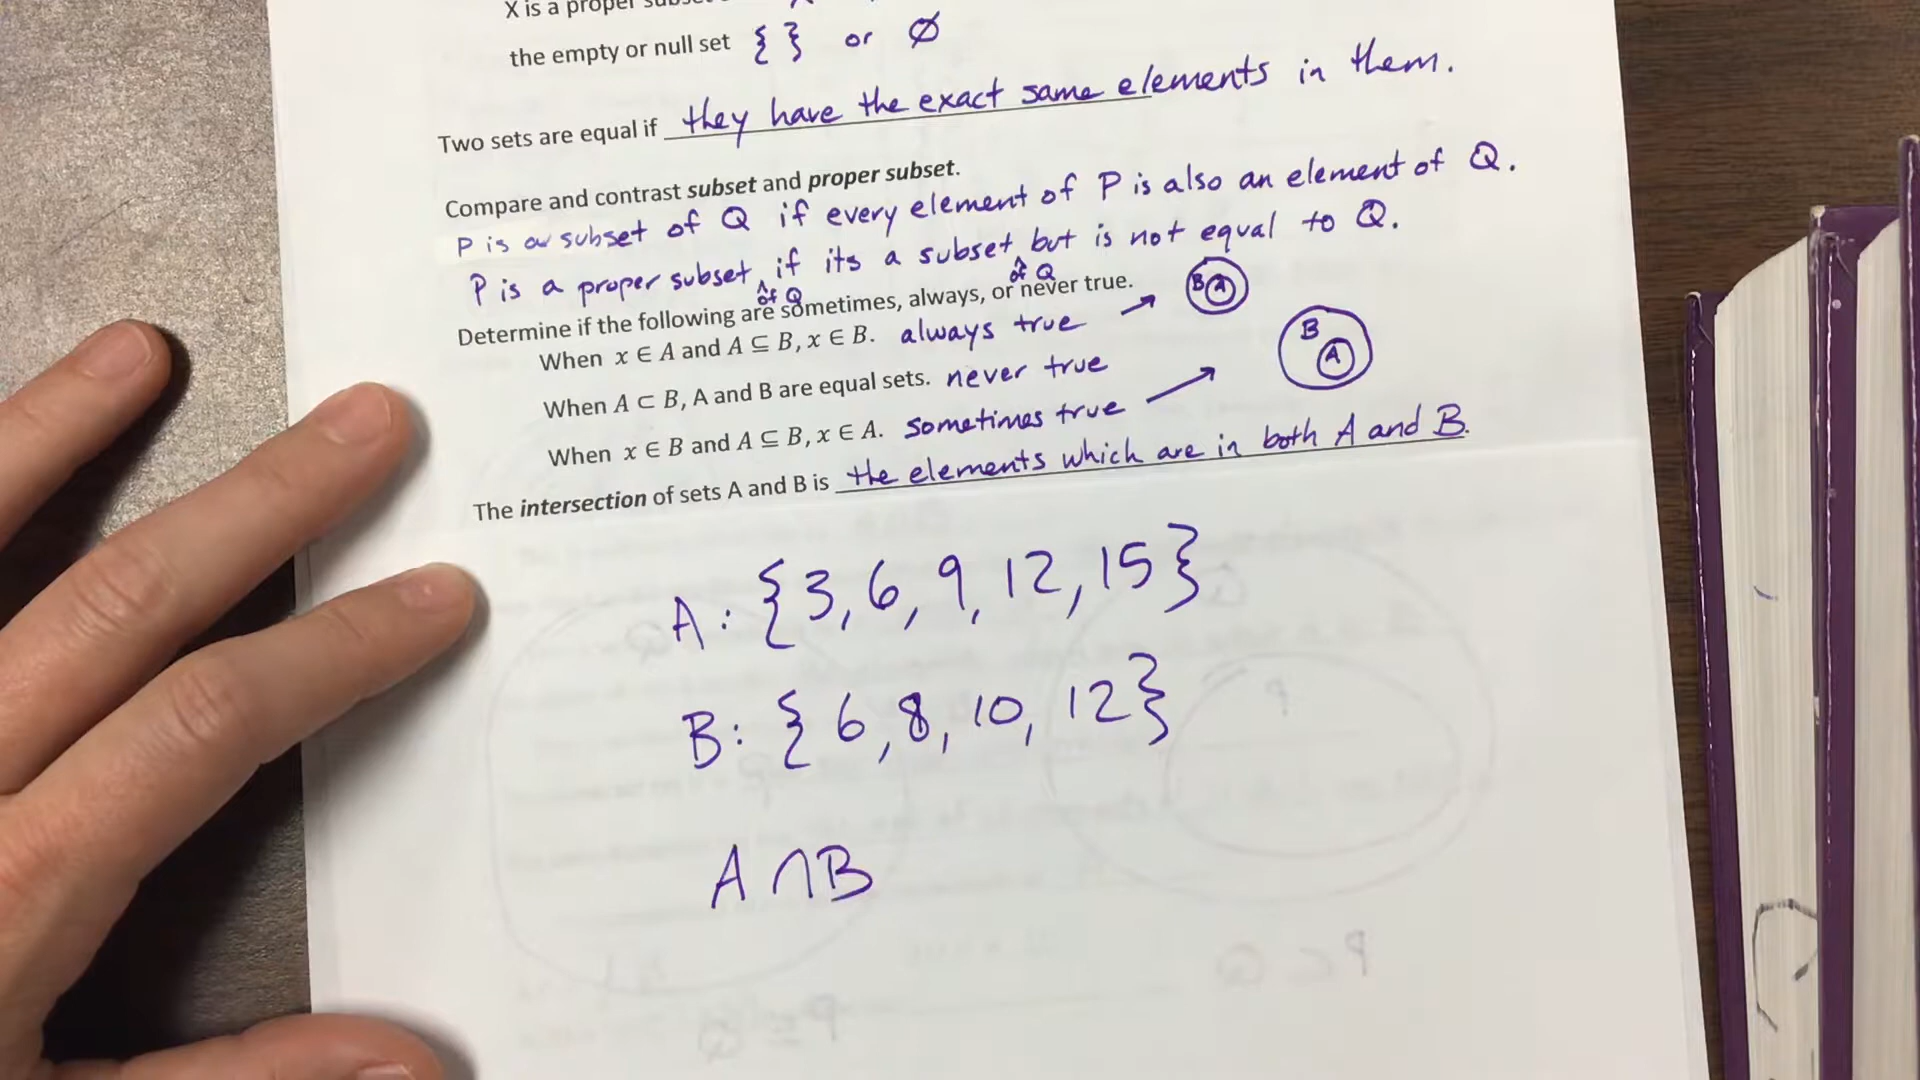 X is a proper
the empty or null set { } or ∅
Two sets are equal if they have the exact same elements in them.
Compare and contrast subset and proper subset.
P is a subset of Q if every element of P is also an element of Q.
P is a proper subset of Q if its a subset of Q but is not equal to Q.
Determine if the following are sometimes, always, or never true.
B A
When x ∈ A and A ⊆ B, x ∈ B. always true
B A
When A ⊂ B, A and B are equal sets. never true
When x ∈ B and A ⊆ B, x ∈ A. sometimes true
The intersection of sets A and B is the elements which are in both A and B.
A: {3, 6, 9, 12, 15}
B: {6, 8, 10, 12}
A ∩ B